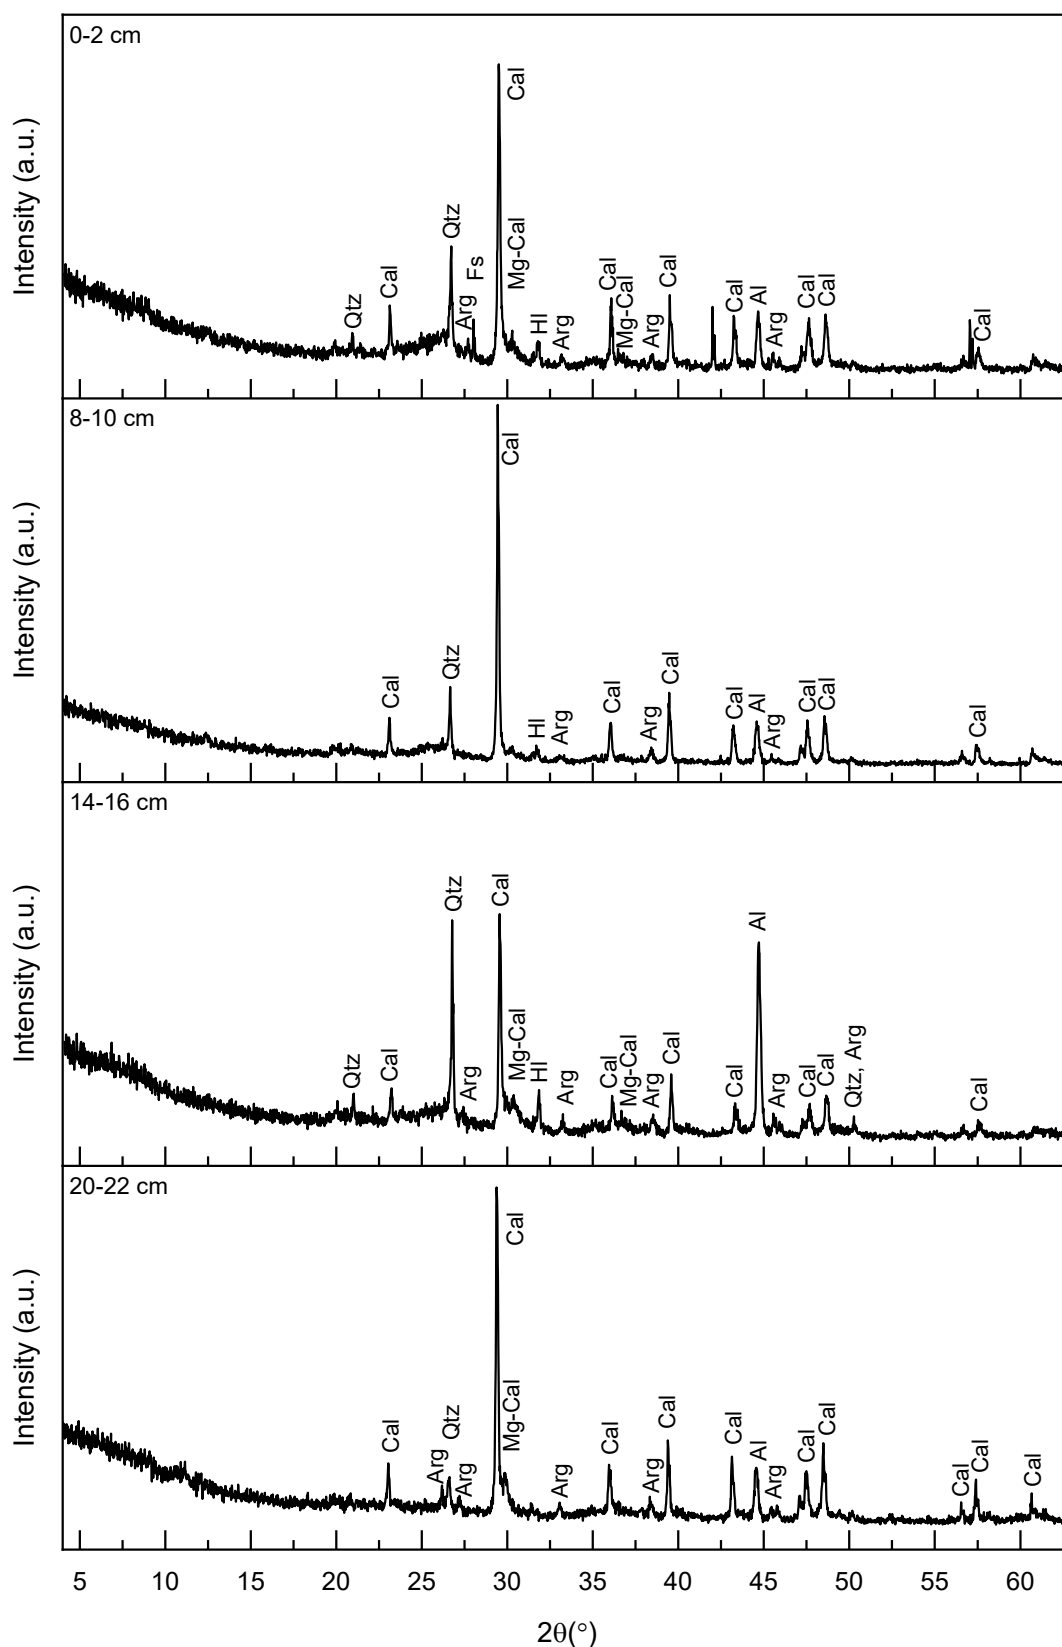 0-2 cm
Intensity (a.u.)
Qtz
Cal
Qtz
Arg
Fs
Cal
Mg-Cal
Hl
Arg
Cal
Mg-Cal
Arg
Cal
Cal
Al
Arg
Cal
Cal
Cal
8-10 cm
Intensity (a.u.)
Cal
Qtz
Cal
Hl
Arg
Cal
Arg
Cal
Cal
Al
Arg
Cal
Cal
Cal
14-16 cm
Intensity (a.u.)
Qtz
Cal
Qtz
Arg
Cal
Mg-Cal
Hl
Arg
Cal
Mg-Cal
Arg
Cal
Cal
Al
Arg
Cal
Cal
Qtz, Arg
Cal
20-22 cm
Intensity (a.u.)
Cal
Arg
Qtz
Arg
Cal
Mg-Cal
Arg
Cal
Arg
Cal
Cal
Al
Arg
Cal
Cal
Cal
Cal
Cal
5 10 15 20 25 30 35 40 45 50 55 60
2θ(°)